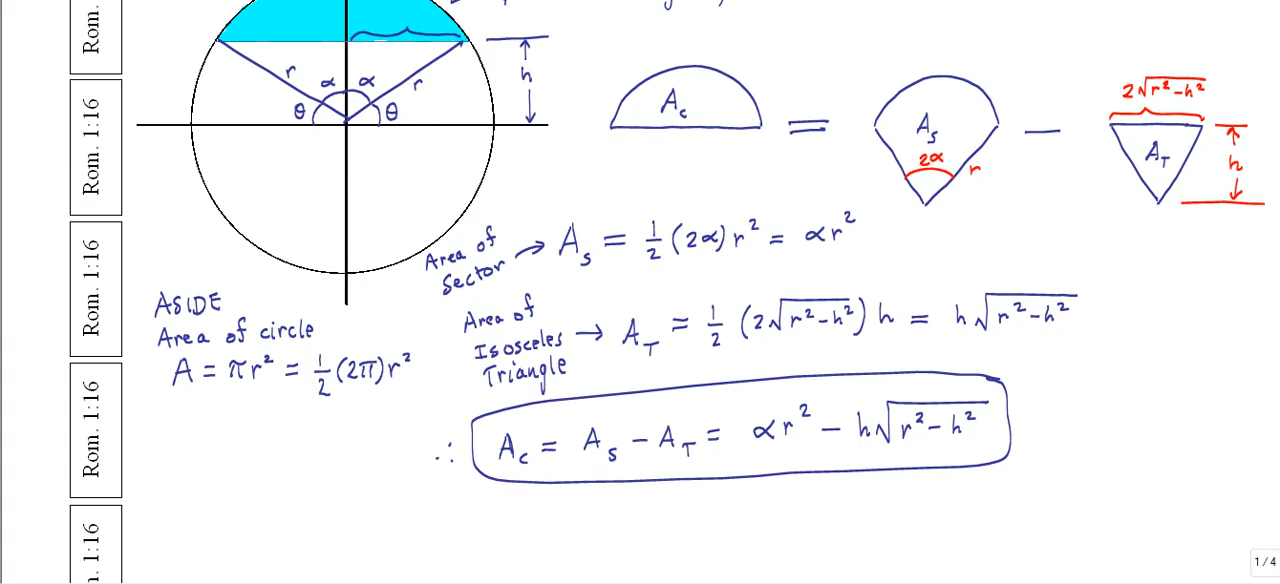 Rom. 1:16
Rom. 1:16
Rom. 1:16
Rom. 1:16
. 1:16
r α α r
θ θ
h
A_c = A_s − A_T
2α r
2√r²−h²
h
Area of Sector → A_s = ½ (2α) r² = αr²
ASIDE
Area of circle
A = πr² = ½ (2π) r²
Area of Isosceles Triangle → A_T = ½ (2√r²−h²) h = h√r²−h²
∴ A_c = A_s − A_T = αr² − h√r²−h²
1/4